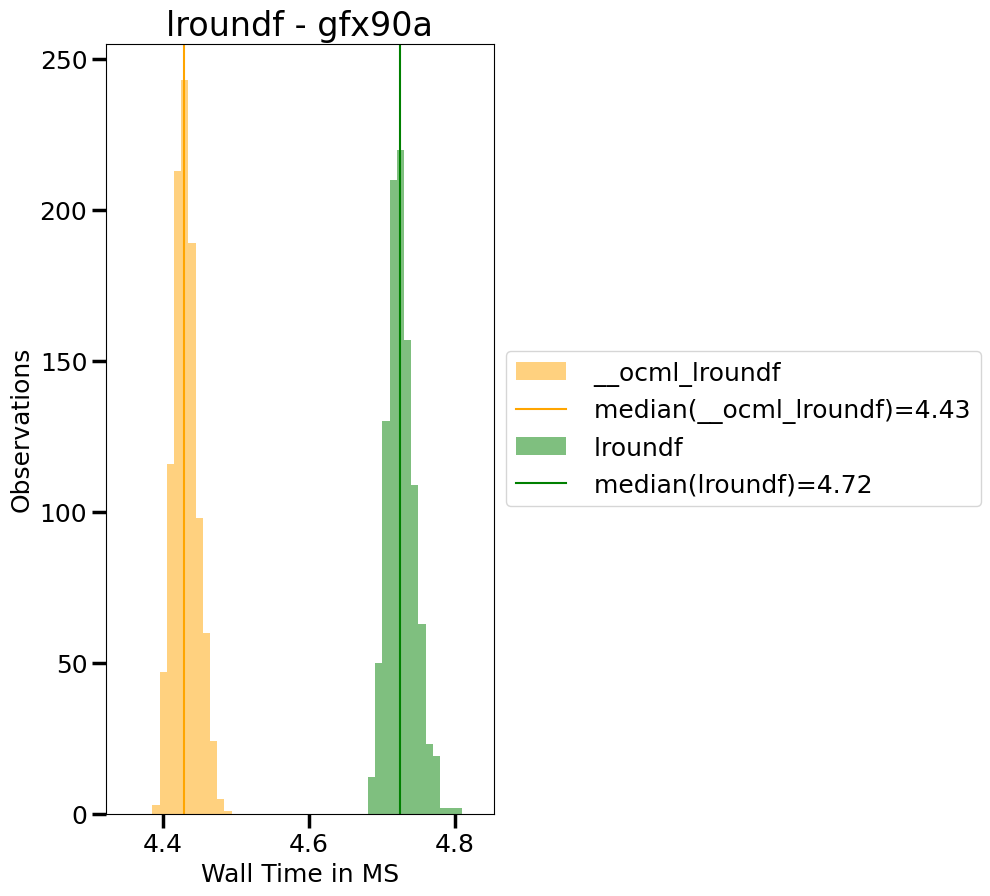 lroundf - gfx90a
250
200
150
100
50
0
Observations
4.4
4.6
4.8
Wall Time in MS
__ocml_lroundf
median(__ocml_lroundf)=4.43
lroundf
median(lroundf)=4.72